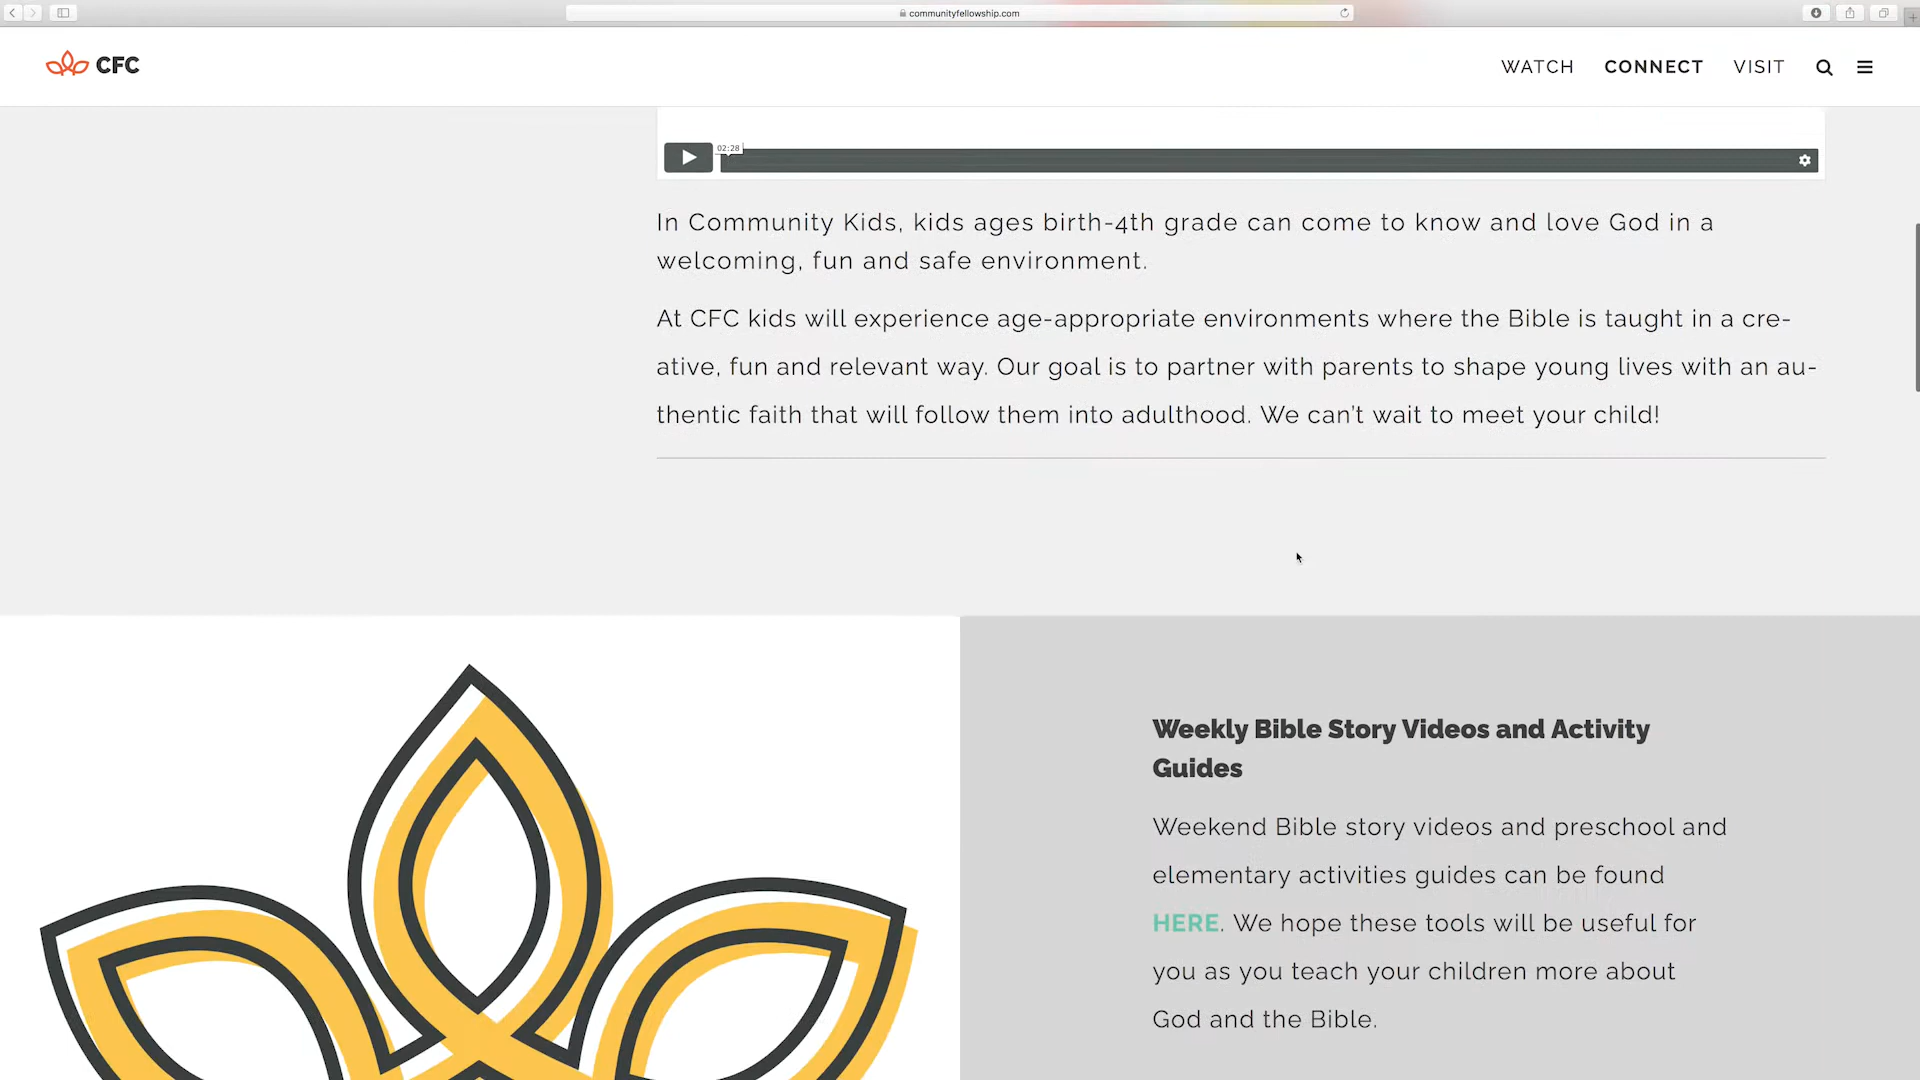 communityfellowship.com
CFC
WATCH CONNECT VISIT
02:28
In Community Kids, kids ages birth-4th grade can come to know and love God in a
welcoming, fun and safe environment.
At CFC kids will experience age-appropriate environments where the Bible is taught in a cre-
ative, fun and relevant way. Our goal is to partner with parents to shape young lives with an au-
thentic faith that will follow them into adulthood. We can't wait to meet your child!
Weekly Bible Story Videos and Activity
Guides
Weekend Bible story videos and preschool and
elementary activities guides can be found
HERE. We hope these tools will be useful for
you as you teach your children more about
God and the Bible.